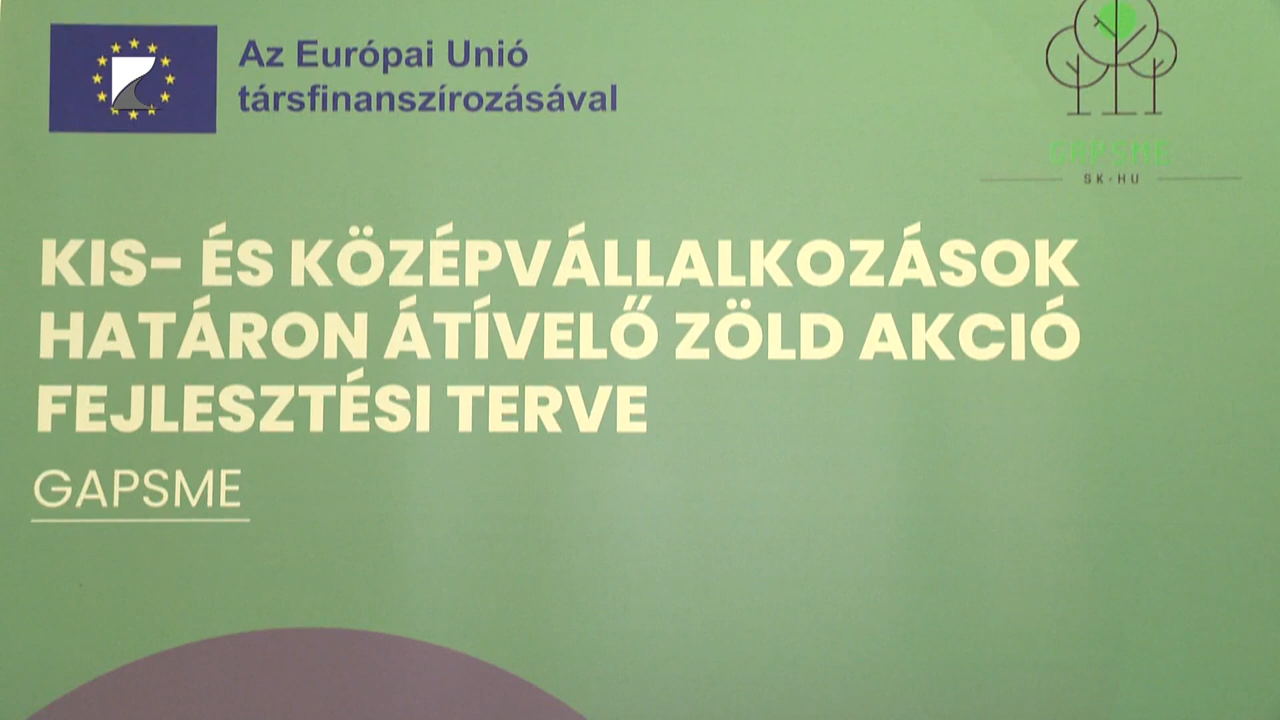 Az Európai Unió
társfinanszírozásával
GAPSME
SK-HU
KIS- ÉS KÖZÉPVÁLLALKOZÁSOK
HATÁRON ÁTÍVELŐ ZÖLD AKCIÓ
FEJLESZTÉSI TERVE
GAPSME